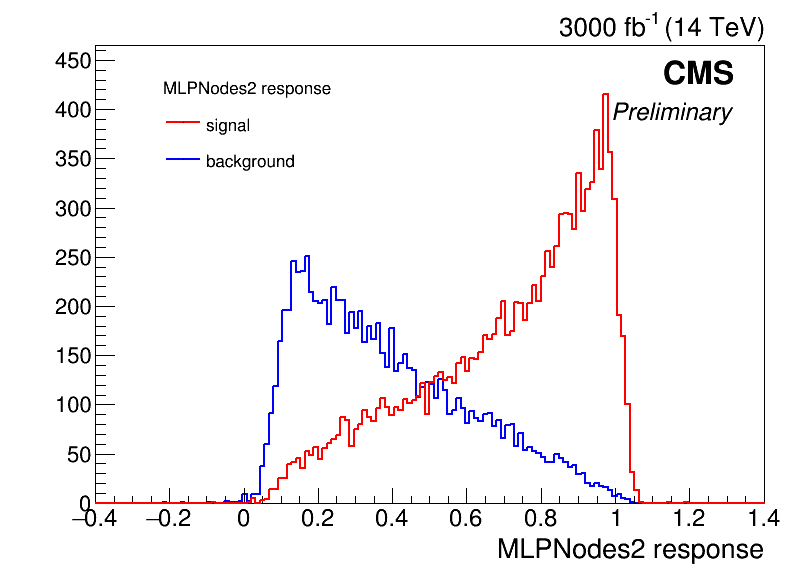 3000 fb⁻¹ (14 TeV)
CMS
Preliminary
MLPNodes2 response
signal
background
450
400
350
300
250
200
150
100
50
0
−0.4 −0.2 0 0.2 0.4 0.6 0.8 1 1.2 1.4
MLPNodes2 response